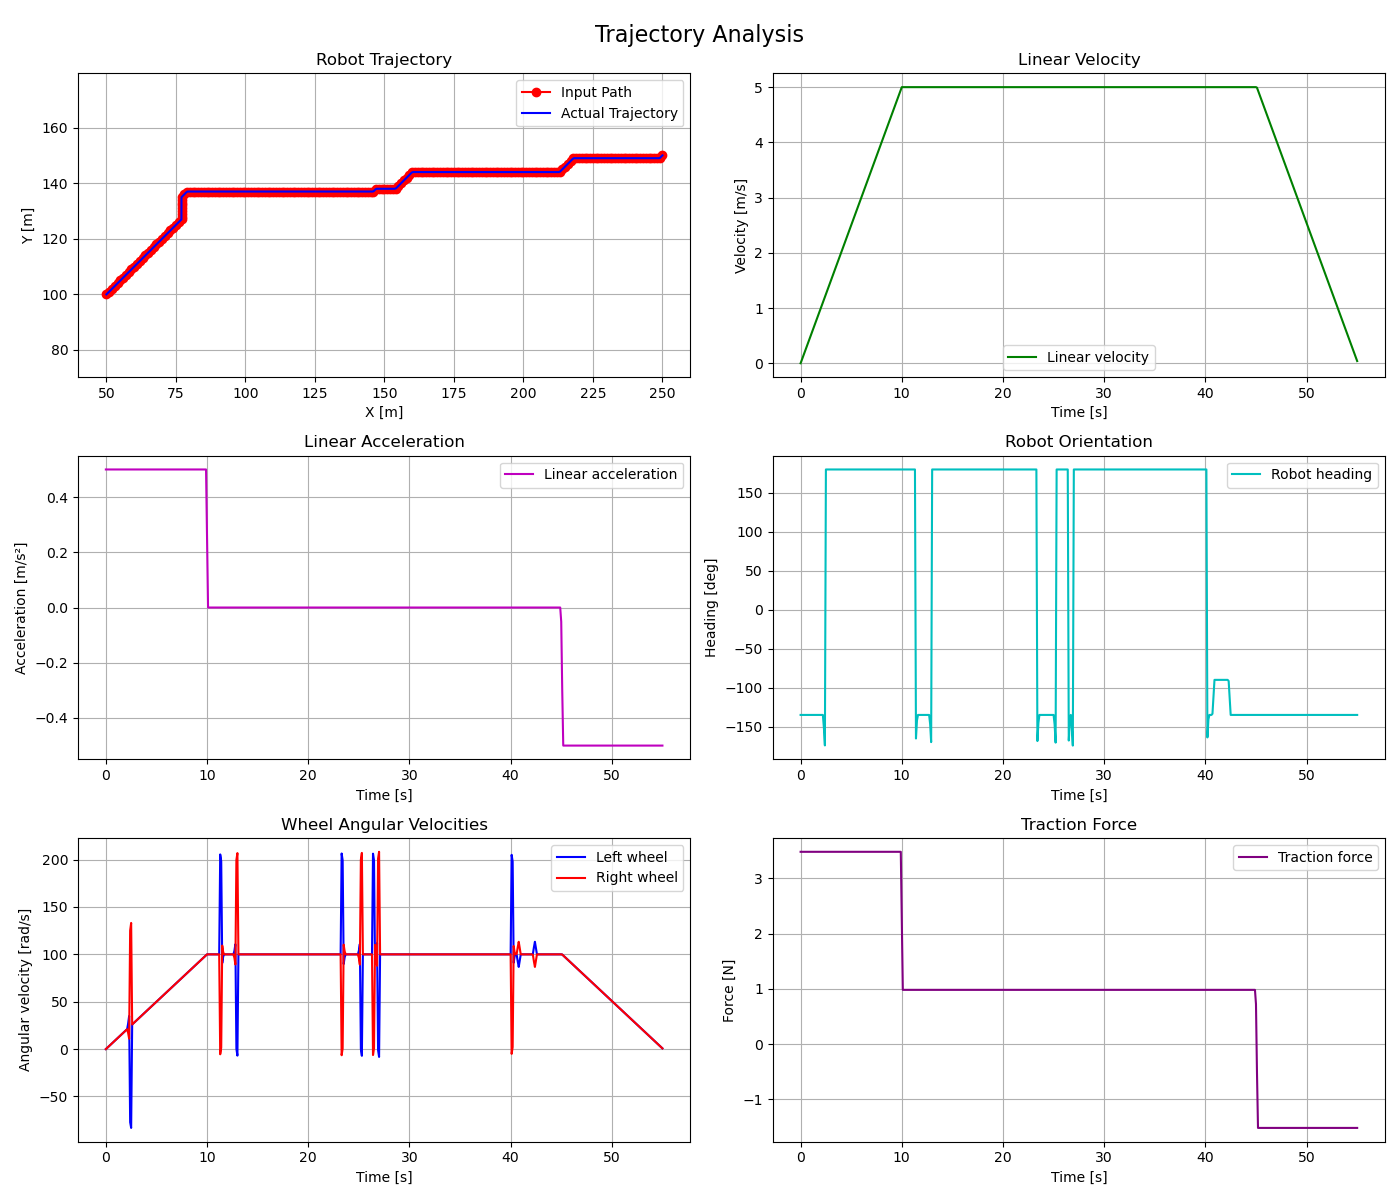 Trajectory Analysis
Robot Trajectory
Input Path
Actual Trajectory
160
140
120
100
80
Y [m]
50
75
100
125
150
175
200
225
250
X [m]
Linear Velocity
5
4
3
2
1
0
Velocity [m/s]
Linear velocity
0
10
20
30
40
50
Time [s]
Linear Acceleration
Linear acceleration
0.4
0.2
0.0
−0.2
−0.4
Acceleration [m/s²]
0
10
20
30
40
50
Time [s]
Robot Orientation
Robot heading
150
100
50
0
−50
−100
−150
Heading [deg]
0
10
20
30
40
50
Time [s]
Wheel Angular Velocities
Left wheel
Right wheel
200
150
100
50
0
−50
Angular velocity [rad/s]
0
10
20
30
40
50
Time [s]
Traction Force
Traction force
3
2
1
0
−1
Force [N]
0
10
20
30
40
50
Time [s]